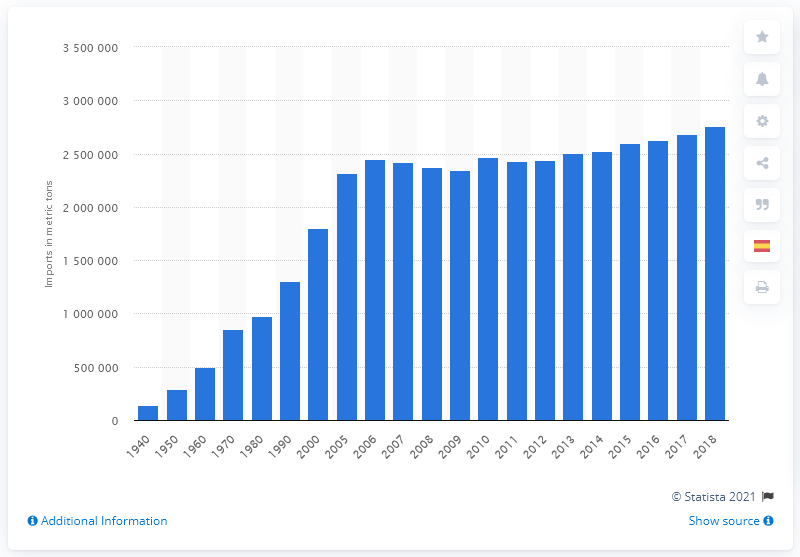 3 500 000
3 000 000
2 500 000
2 000 000
1 500 000
1 000 000
500 000
0
Imports in metric tons
1940
1950
1960
1970
1980
1990
2000
2005
2006
2007
2008
2009
2010
2011
2012
2013
2014
2015
2016
2017
2018
© Statista 2021
Additional Information
Show source